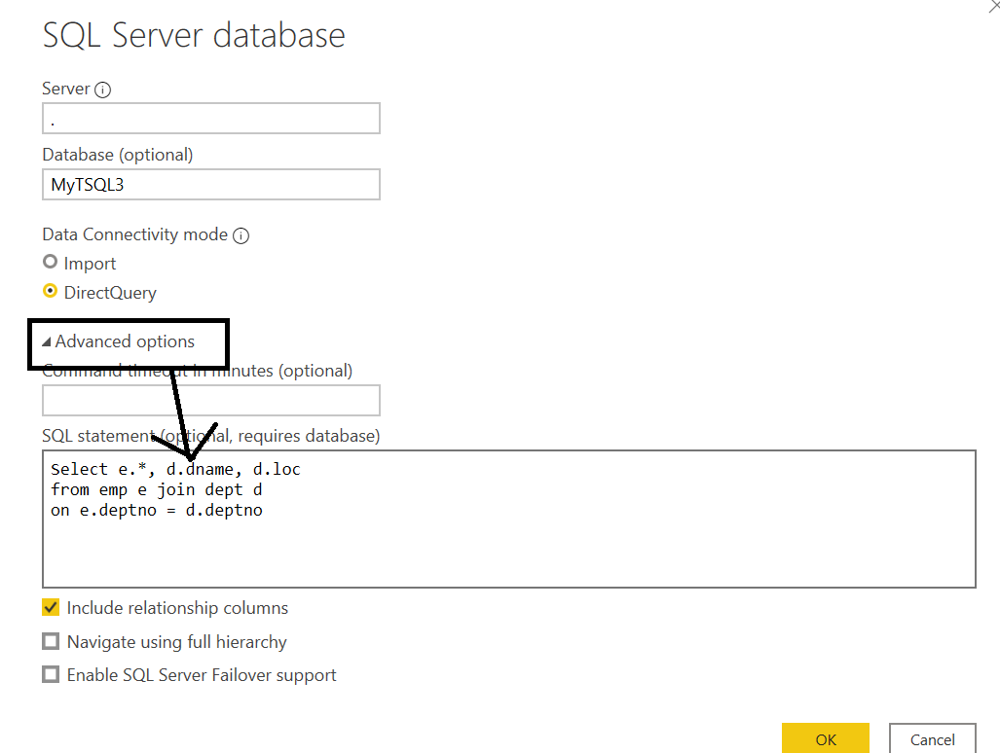 SQL Server database
Server
.
Database (optional)
MyTSQL3
Data Connectivity mode
Import
DirectQuery
Advanced options
Command timeout in minutes (optional)
SQL statement (optional, requires database)
Select e.*, d.dname, d.loc
from emp e join dept d
on e.deptno = d.deptno
Include relationship columns
Navigate using full hierarchy
Enable SQL Server Failover support
OK Cancel